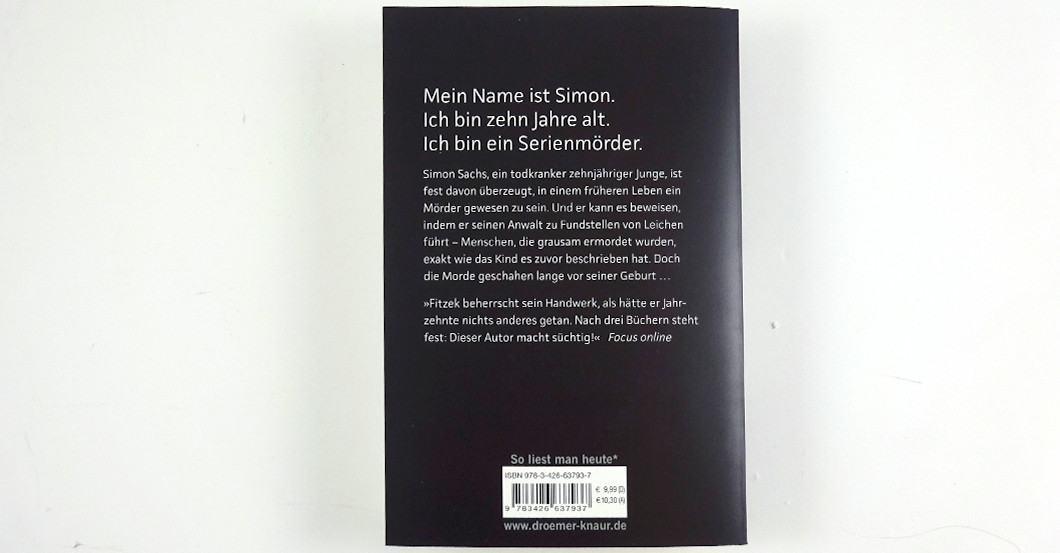 Mein Name ist Simon.
Ich bin zehn Jahre alt.
Ich bin ein Serienmörder.
Simon Sachs, ein todkranker zehnjähriger Junge, ist
fest davon überzeugt, in einem früheren Leben ein
Mörder gewesen zu sein. Und er kann es beweisen,
indem er seinen Anwalt zu Fundstellen von Leichen
führt – Menschen, die grausam ermordet wurden,
exakt wie das Kind es zuvor beschrieben hat. Doch
die Morde geschahen lange vor seiner Geburt …
»Fitzek beherrscht sein Handwerk, als hätte er Jahr-
zehnte nichts anderes getan. Nach drei Büchern steht
fest: Dieser Autor macht süchtig!« Focus online
So liest man heute*
ISBN 978-3-426-63793-7
€ 9,99 (D)
€ 10,30 (A)
9 783426 637937
www.droemer-knaur.de